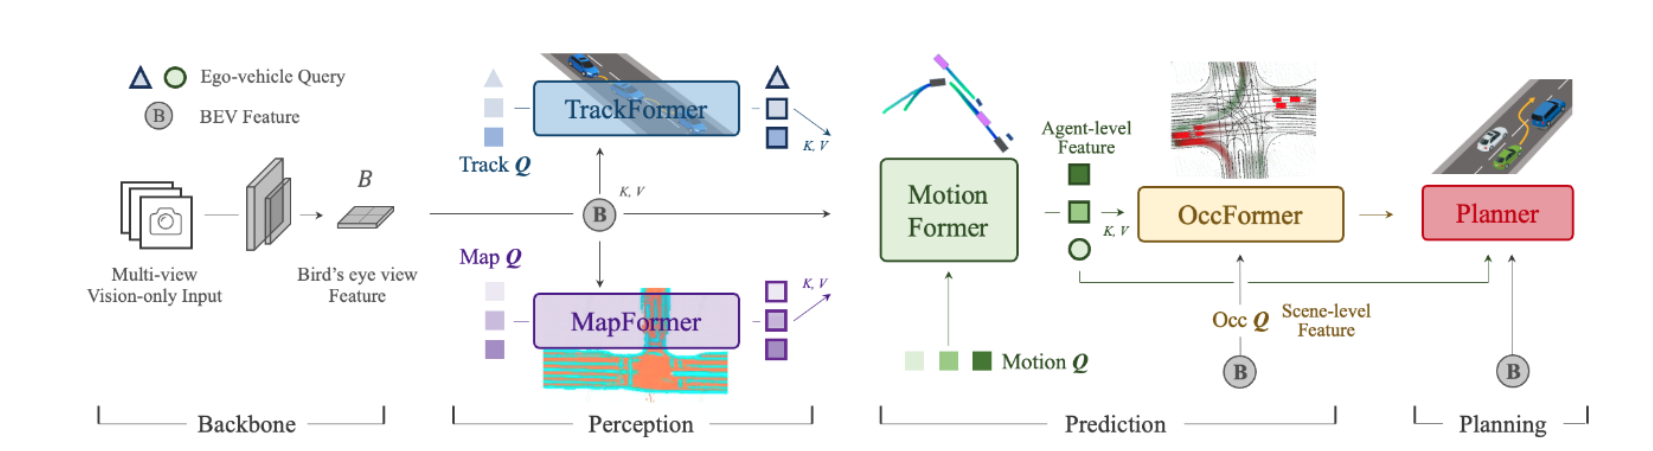 Ego-vehicle Query
B
BEV Feature
B
Multi-view
Vision-only Input
Bird's eye view
Feature
Backbone
TrackFormer
Track Q
K, V
K, V
B
Map Q
K, V
MapFormer
Perception
Motion
Former
Agent-level
Feature
K, V
OccFormer
Occ Q
Scene-level
Feature
Motion Q
B
Prediction
Planner
B
Planning